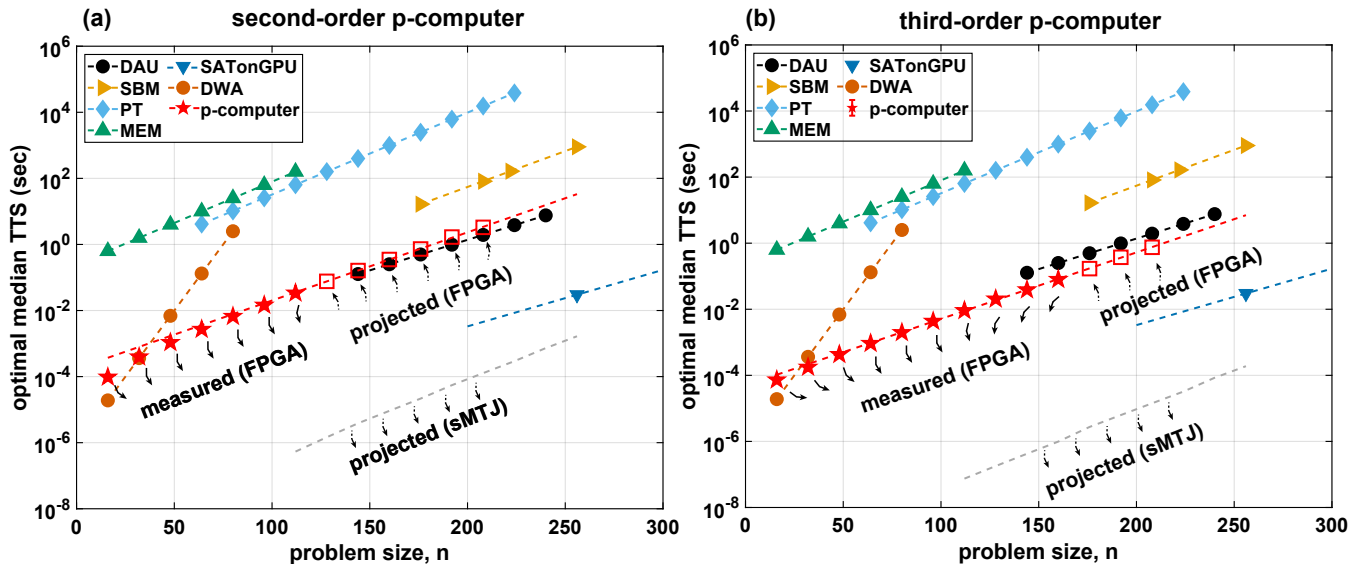 (a)
second-order p-computer
optimal median TTS (sec)
10^6
10^4
10^2
10^0
10^-2
10^-4
10^-6
10^-8
DAU
SBM
PT
MEM
SATonGPU
DWA
p-computer
measured (FPGA)
projected (FPGA)
projected (sMTJ)
0
50
100
150
200
250
300
problem size, n
(b)
third-order p-computer
optimal median TTS (sec)
10^6
10^4
10^2
10^0
10^-2
10^-4
10^-6
10^-8
DAU
SBM
PT
MEM
SATonGPU
DWA
p-computer
measured (FPGA)
projected (FPGA)
projected (sMTJ)
0
50
100
150
200
250
300
problem size, n